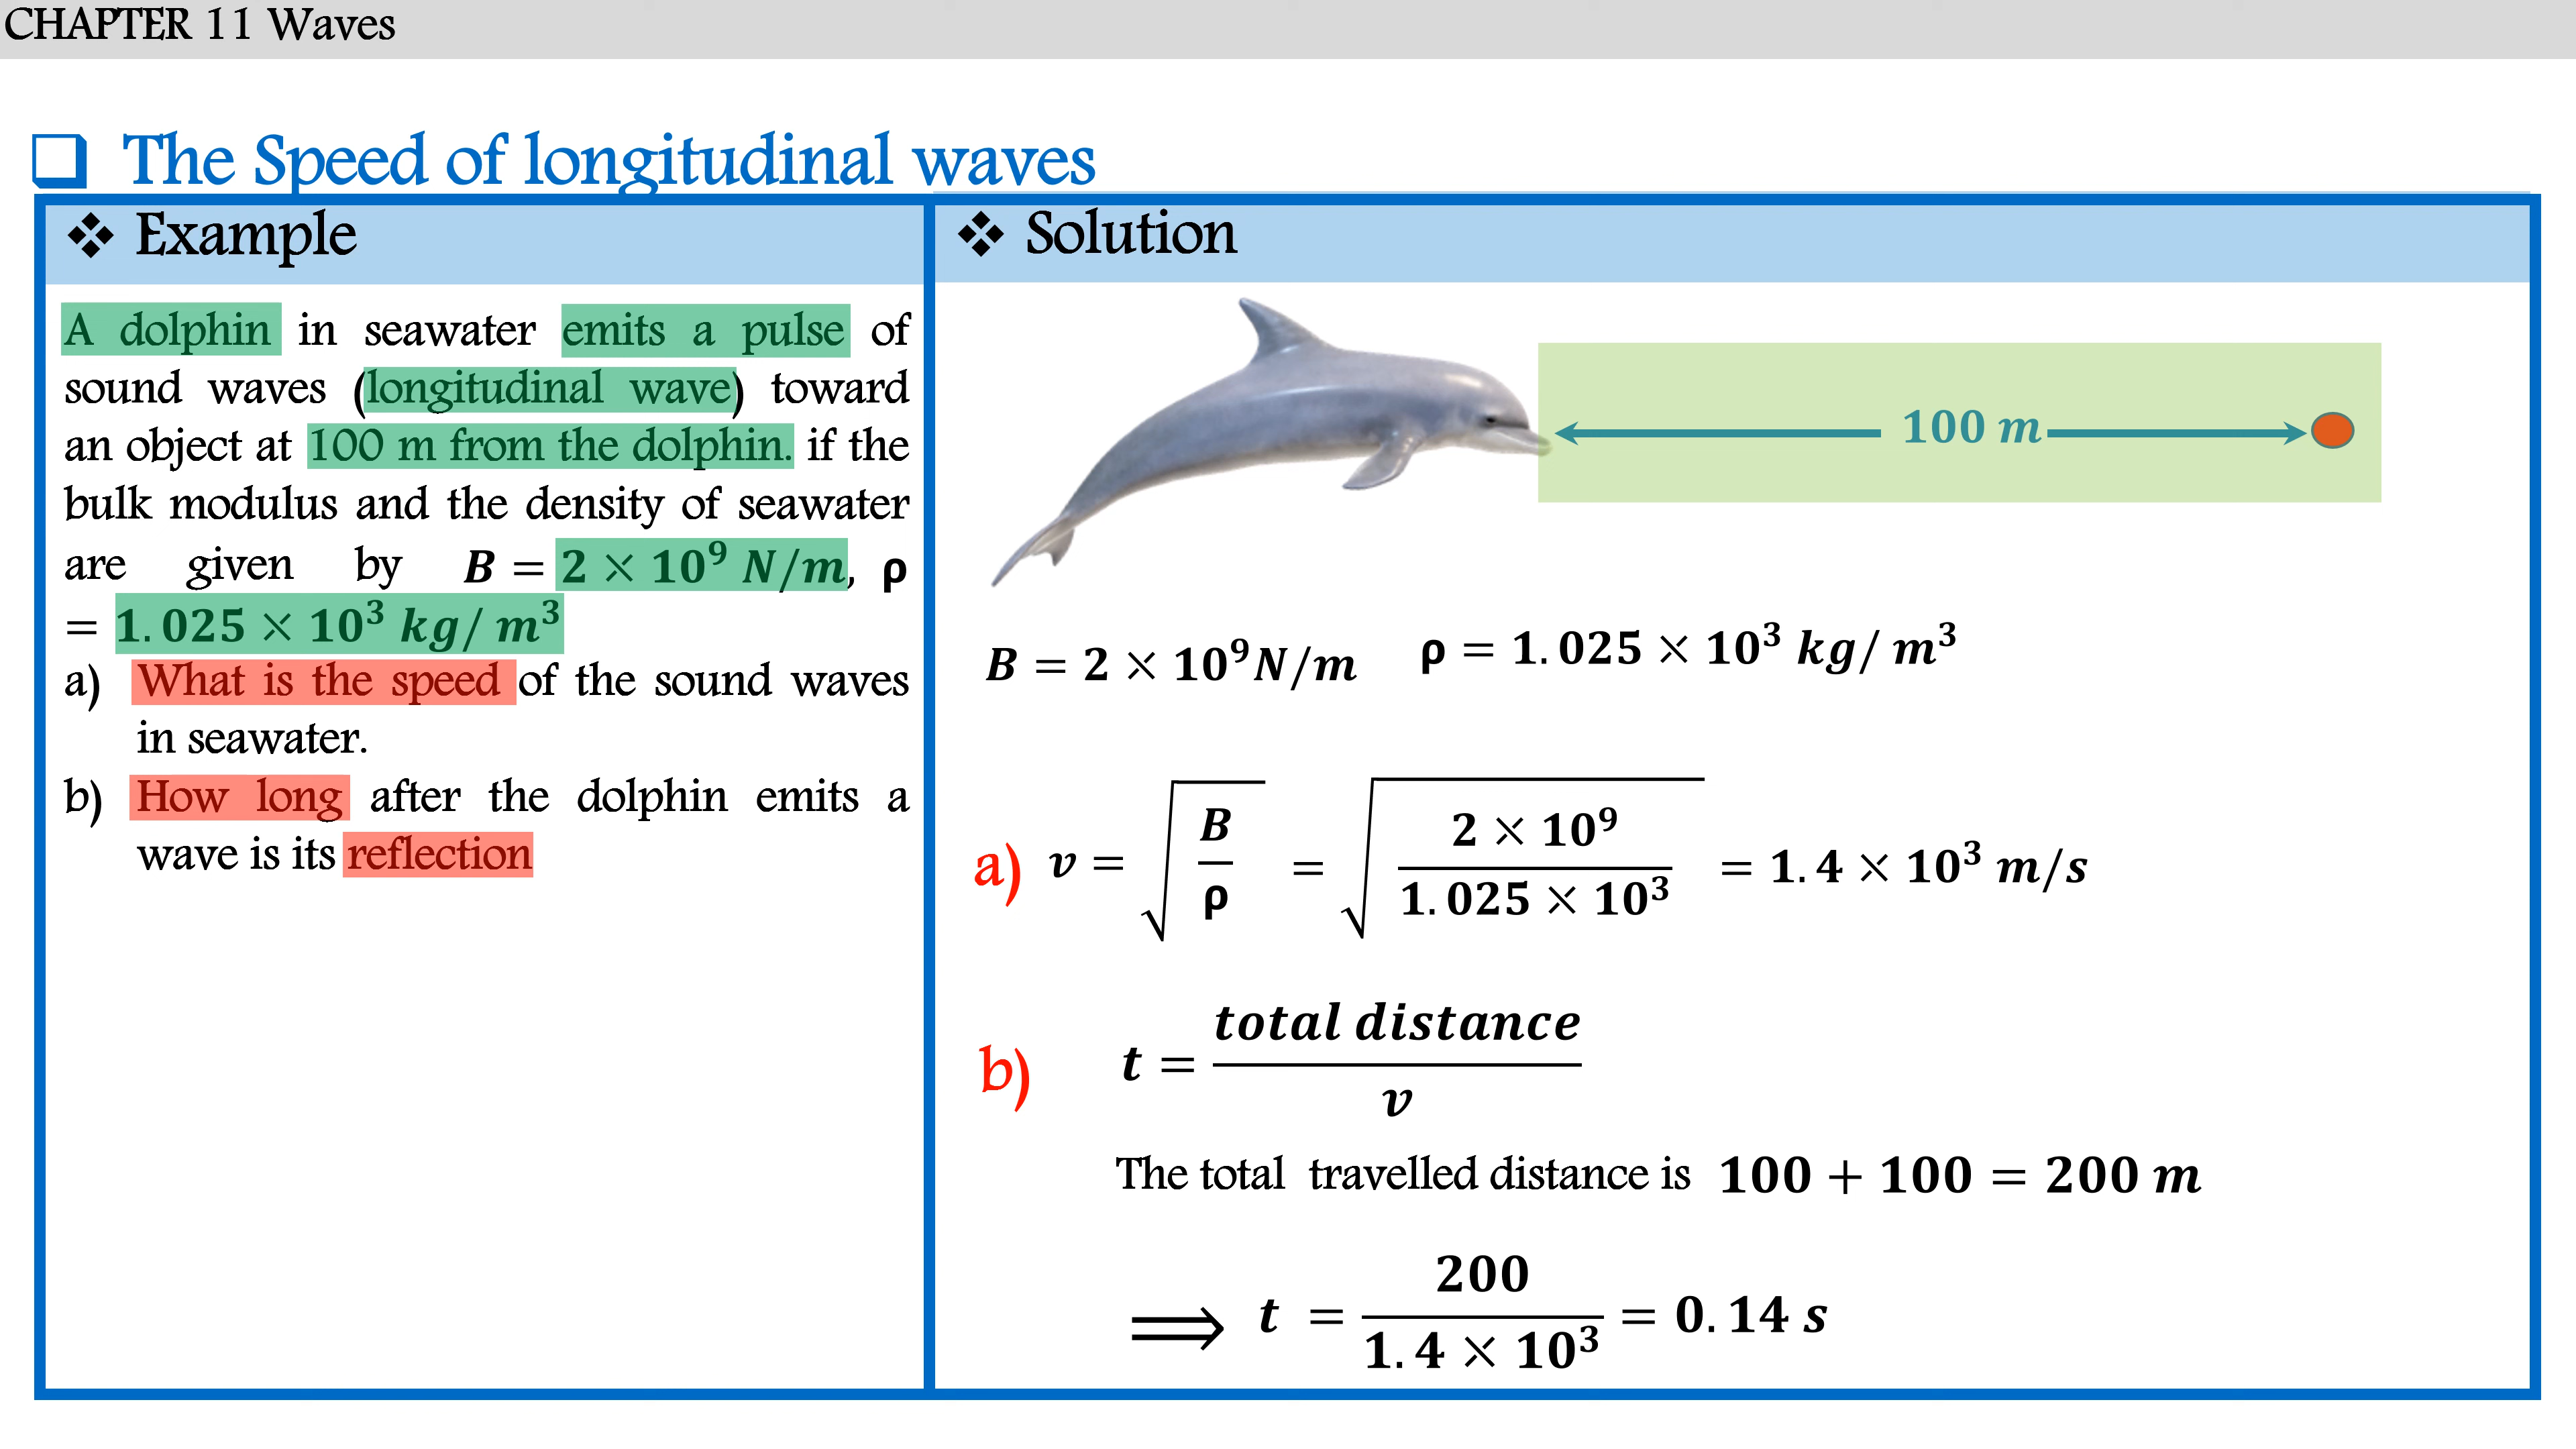 CHAPTER 11 Waves
The Speed of longitudinal waves
❖ Example
A dolphin in seawater emits a pulse of
sound waves (longitudinal wave) toward
an object at 100 m from the dolphin. if the
bulk modulus and the density of seawater
are given by B = 2 × 10⁹ N/m, ρ
= 1.025 × 10³ kg/ m³
a) What is the speed of the sound waves
in seawater.
b) How long after the dolphin emits a
wave is its reflection
❖ Solution
100 m
B = 2 × 10⁹N/m ρ = 1.025 × 10³ kg/ m³
a) v = √(B/ρ) = √(2 × 10⁹/1.025 × 10³) = 1.4 × 10³ m/s
b) t = total distance/v
The total travelled distance is 100 + 100 = 200 m
⟹ t = 200/1.4 × 10³ = 0.14 s